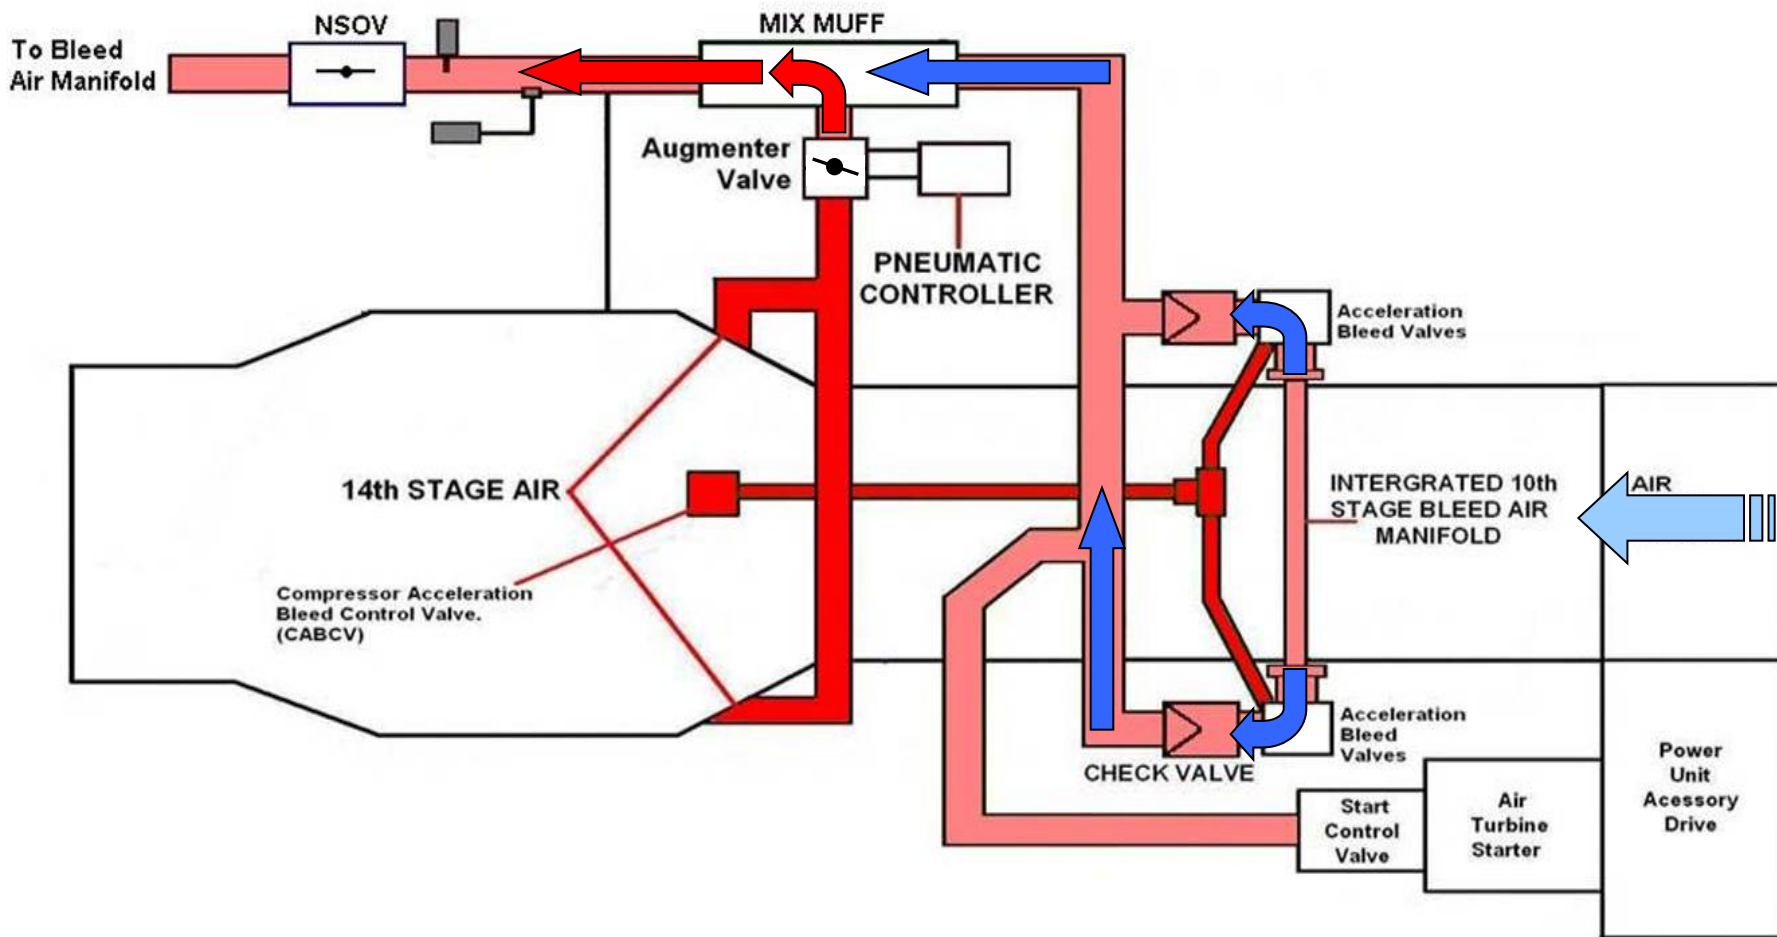 NSOV
MIX MUFF
To Bleed
Air Manifold
Augmenter
Valve
PNEUMATIC
CONTROLLER
Acceleration
Bleed Valves
14th STAGE AIR
INTERGRATED 10th
STAGE BLEED AIR
MANIFOLD
AIR
Compressor Acceleration
Bleed Control Valve.
(CABCV)
Acceleration
Bleed
Valves
CHECK VALVE
Start
Control
Valve
Air
Turbine
Starter
Power
Unit
Acessory
Drive